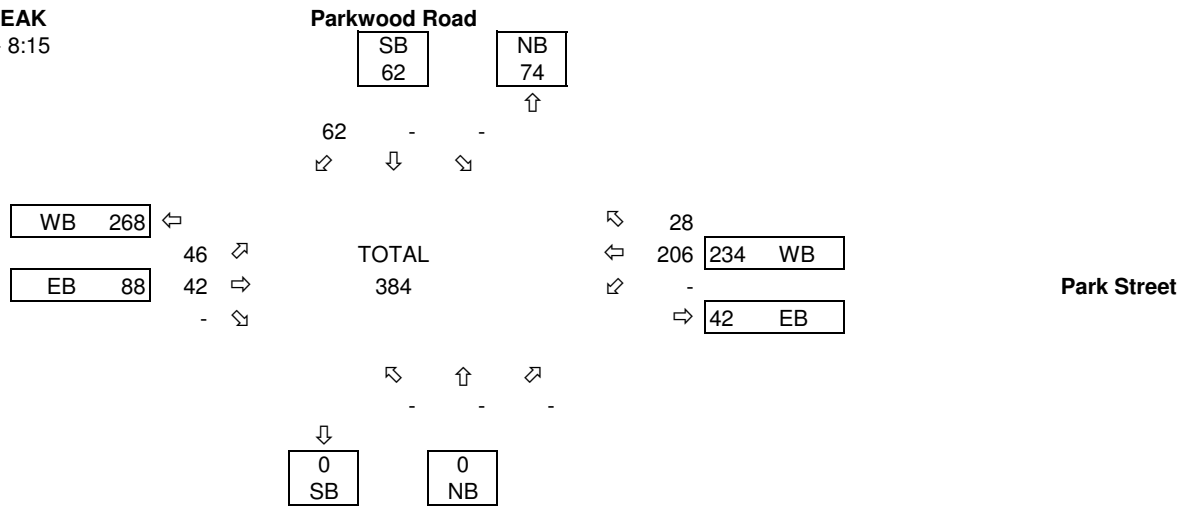 EAK Parkwood Road
8:15 SB NB
62 74
⇧
62 - -
⬃ ⇩ ⬂
WB 268 ⇦ ⬁ 28
46 ⬀ TOTAL ⇦ 206 234 WB
EB 88 42 ⇨ 384 ⬃ - Park Street
- ⬂ ⇨ 42 EB
⬁ ⇧ ⬀
- - -
⇩
0 0
SB NB